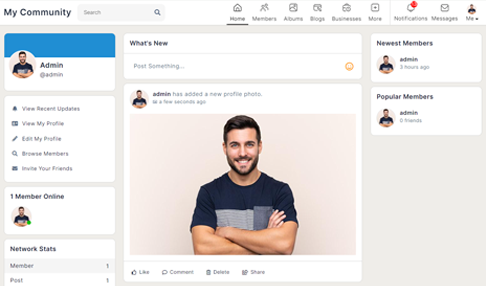 My Community
Search
Home
Members
Albums
Blogs
Businesses
More
Notifications
Messages
Me
Admin
@admin
View Recent Updates
View My Profile
Edit My Profile
Browse Members
Invite Your Friends
1 Member Online
Network Stats
Member 1
Post 1
What's New
Post Something...
admin has added a new profile photo.
a few seconds ago
Like
Comment
Delete
Share
Newest Members
admin
3 hours ago
Popular Members
admin
0 friends